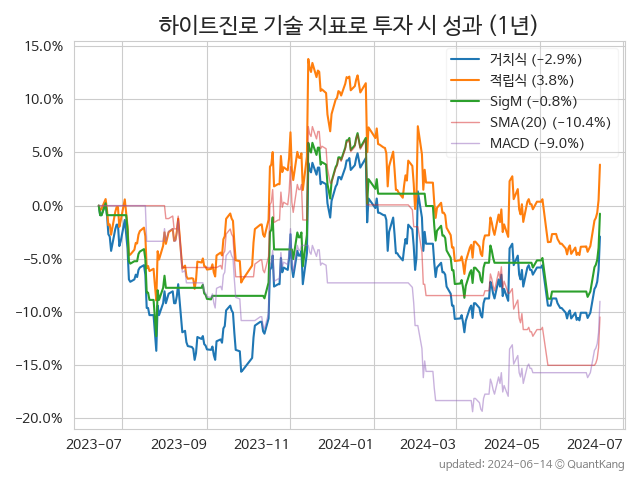 하이트진로 기술 지표로 투자 시 성과 (1년)
15.0%
10.0%
5.0%
0.0%
−5.0%
−10.0%
−15.0%
−20.0%
거치식 (−2.9%)
적립식 (3.8%)
SigM (−0.8%)
SMA(20) (−10.4%)
MACD (−9.0%)
2023-07
2023-09
2023-11
2024-01
2024-03
2024-05
2024-07
updated: 2024-06-14 © QuantKang